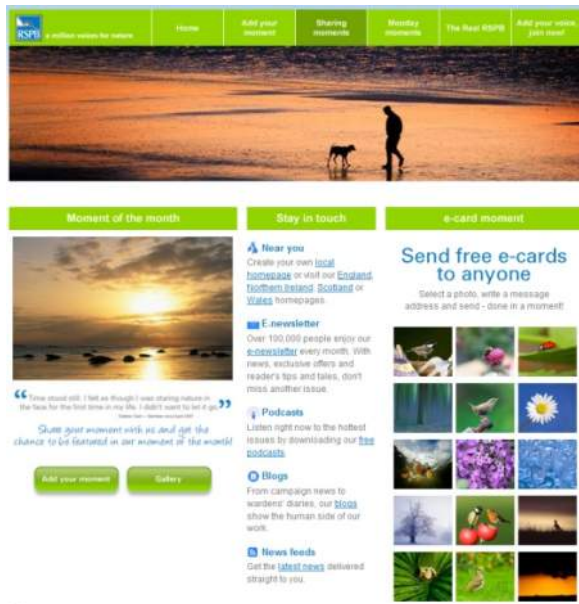 RSPB
a million voices for nature
Home
Add your
moment
Sharing
moments
Monday
moments
The Real RSPB
Add your voice,
join now!
Moment of the month
Stay in touch
e-card moment
“Time stood still. I felt as though I was staring nature in
the face for the first time in my life. I didn't want to let it go.”
Share your moment with us and get the
chance to be featured in our moment of the month!
Add your moment
Gallery
Near you
Create your own local
homepage or visit our England,
Northern Ireland, Scotland or
Wales homepages.
E-newsletter
Over 100,000 people enjoy our
e-newsletter every month. With
news, exclusive offers and
reader's tips and tales, don't
miss another issue.
Podcasts
Listen right now to the hottest
issues by downloading our free
podcasts.
Blogs
From campaign news to
wardens' diaries, our blogs
show the human side of our
work.
News feeds
Get the latest news delivered
straight to you.
Send free e-cards
to anyone
Select a photo, write a message
address and send - done in a moment!